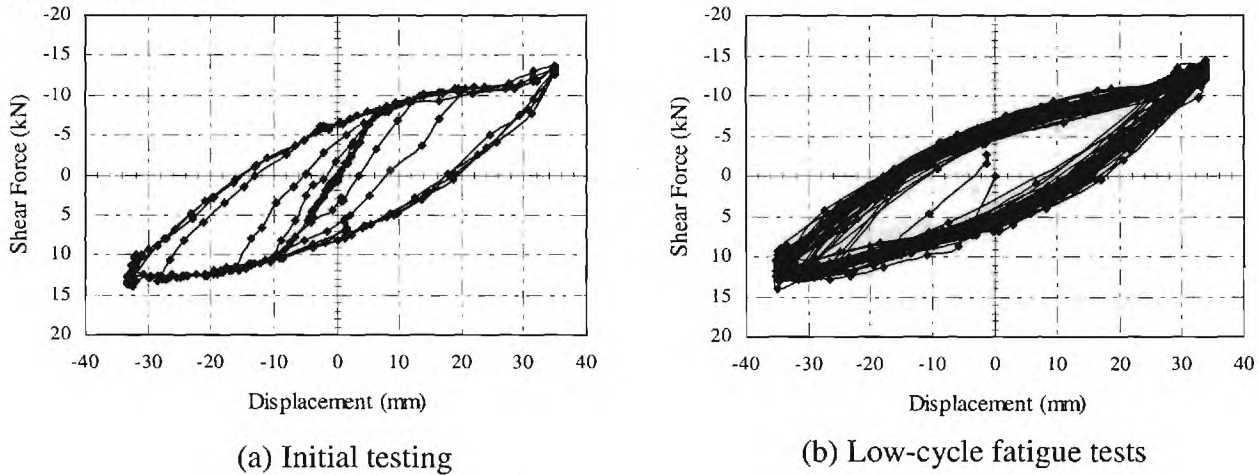 -20
-15
-10
-5
0
5
10
15
20
Shear Force (kN)
-40 -30 -20 -10 0 10 20 30 40
Displacement (mm)
(a) Initial testing
-20
-15
-10
-5
0
5
10
15
20
Shear Force (kN)
-40 -30 -20 -10 0 10 20 30 40
Displacement (mm)
(b) Low-cycle fatigue tests